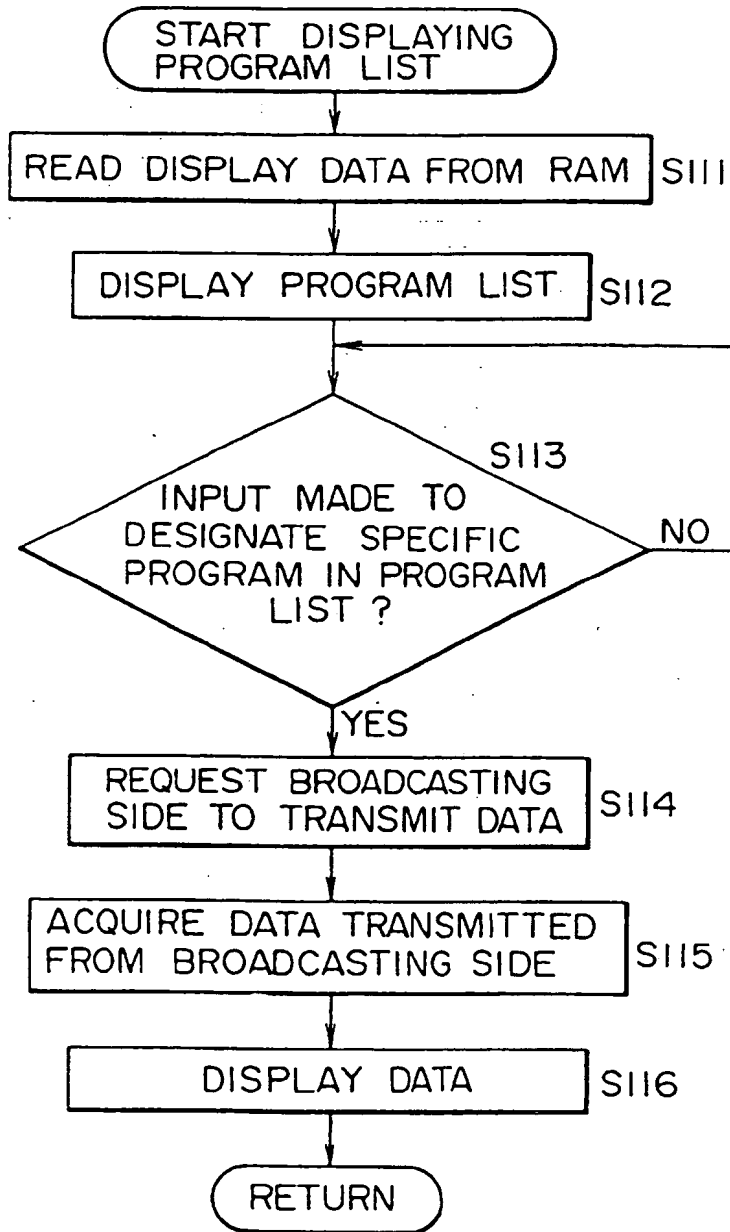 START DISPLAYING
PROGRAM LIST
READ DISPLAY DATA FROM RAM
S111
DISPLAY PROGRAM LIST
S112
S113
INPUT MADE TO
DESIGNATE SPECIFIC
PROGRAM IN PROGRAM
LIST ?
NO
YES
REQUEST BROADCASTING
SIDE TO TRANSMIT DATA
S114
ACQUIRE DATA TRANSMITTED
FROM BROADCASTING SIDE
S115
DISPLAY DATA
S116
RETURN